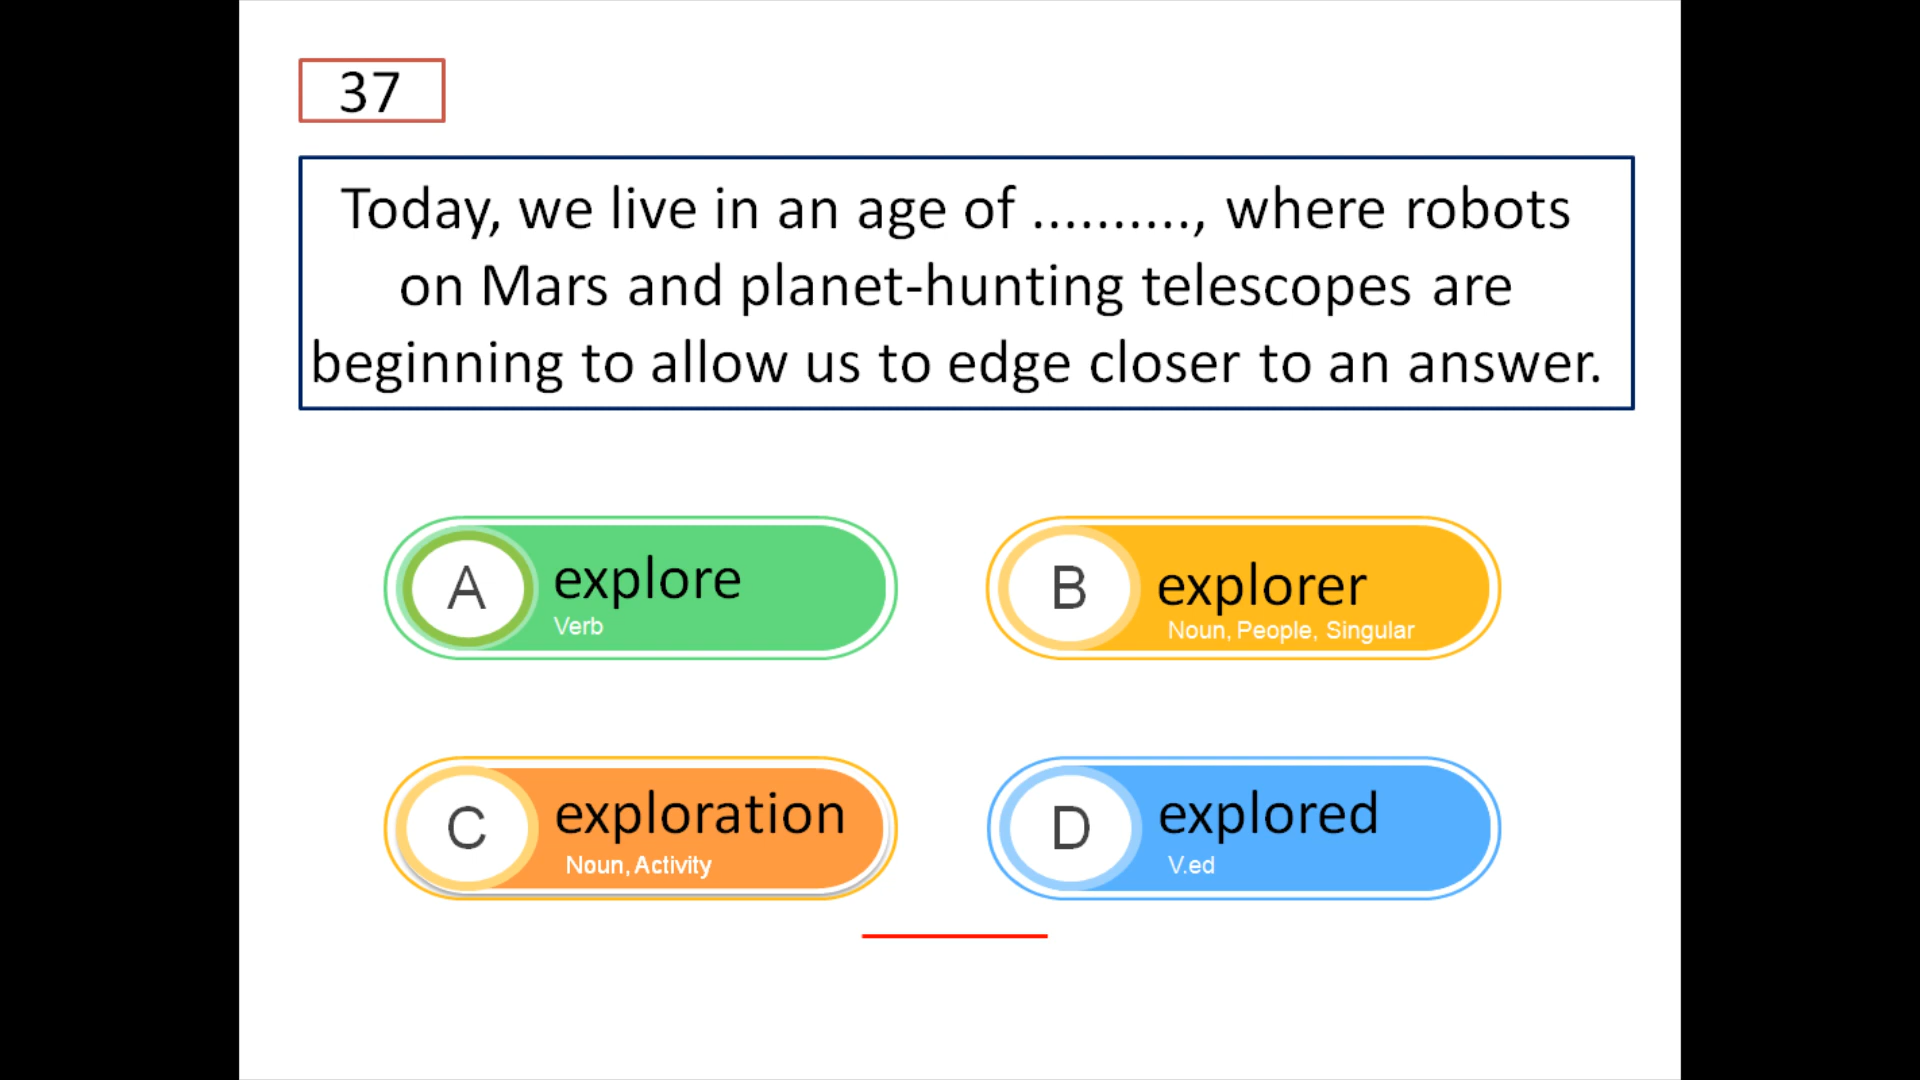 37
Today, we live in an age of .........., where robots
on Mars and planet-hunting telescopes are
beginning to allow us to edge closer to an answer.
A explore
Verb
B explorer
Noun, People, Singular
C exploration
Noun, Activity
D explored
V.ed